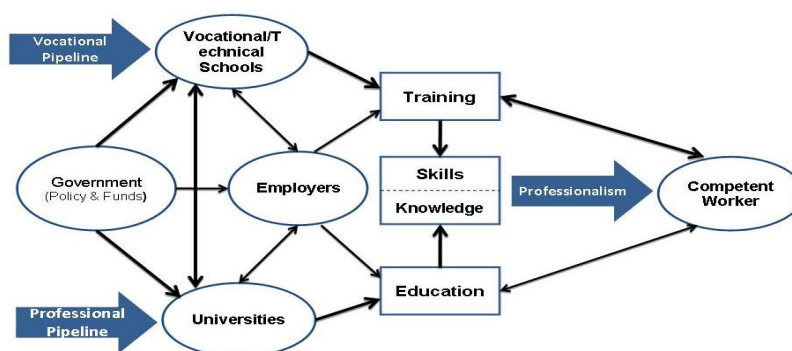 Vocational
Pipeline
Vocational/T
echnical
Schools
Training
Government
(Policy & Funds)
Employers
Skills
Knowledge
Professionalism
Competent
Worker
Professional
Pipeline
Universities
Education